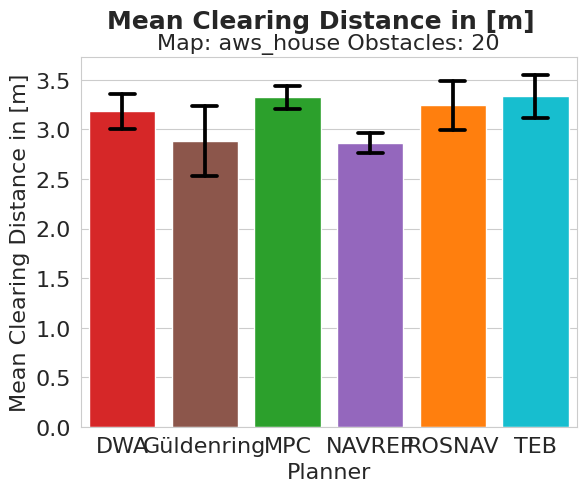 Mean Clearing Distance in [m]
Map: aws_house Obstacles: 20
Mean Clearing Distance in [m]
3.5
3.0
2.5
2.0
1.5
1.0
0.5
0.0
DWA Güldenring MPC NAVREP ROSNAV TEB
Planner